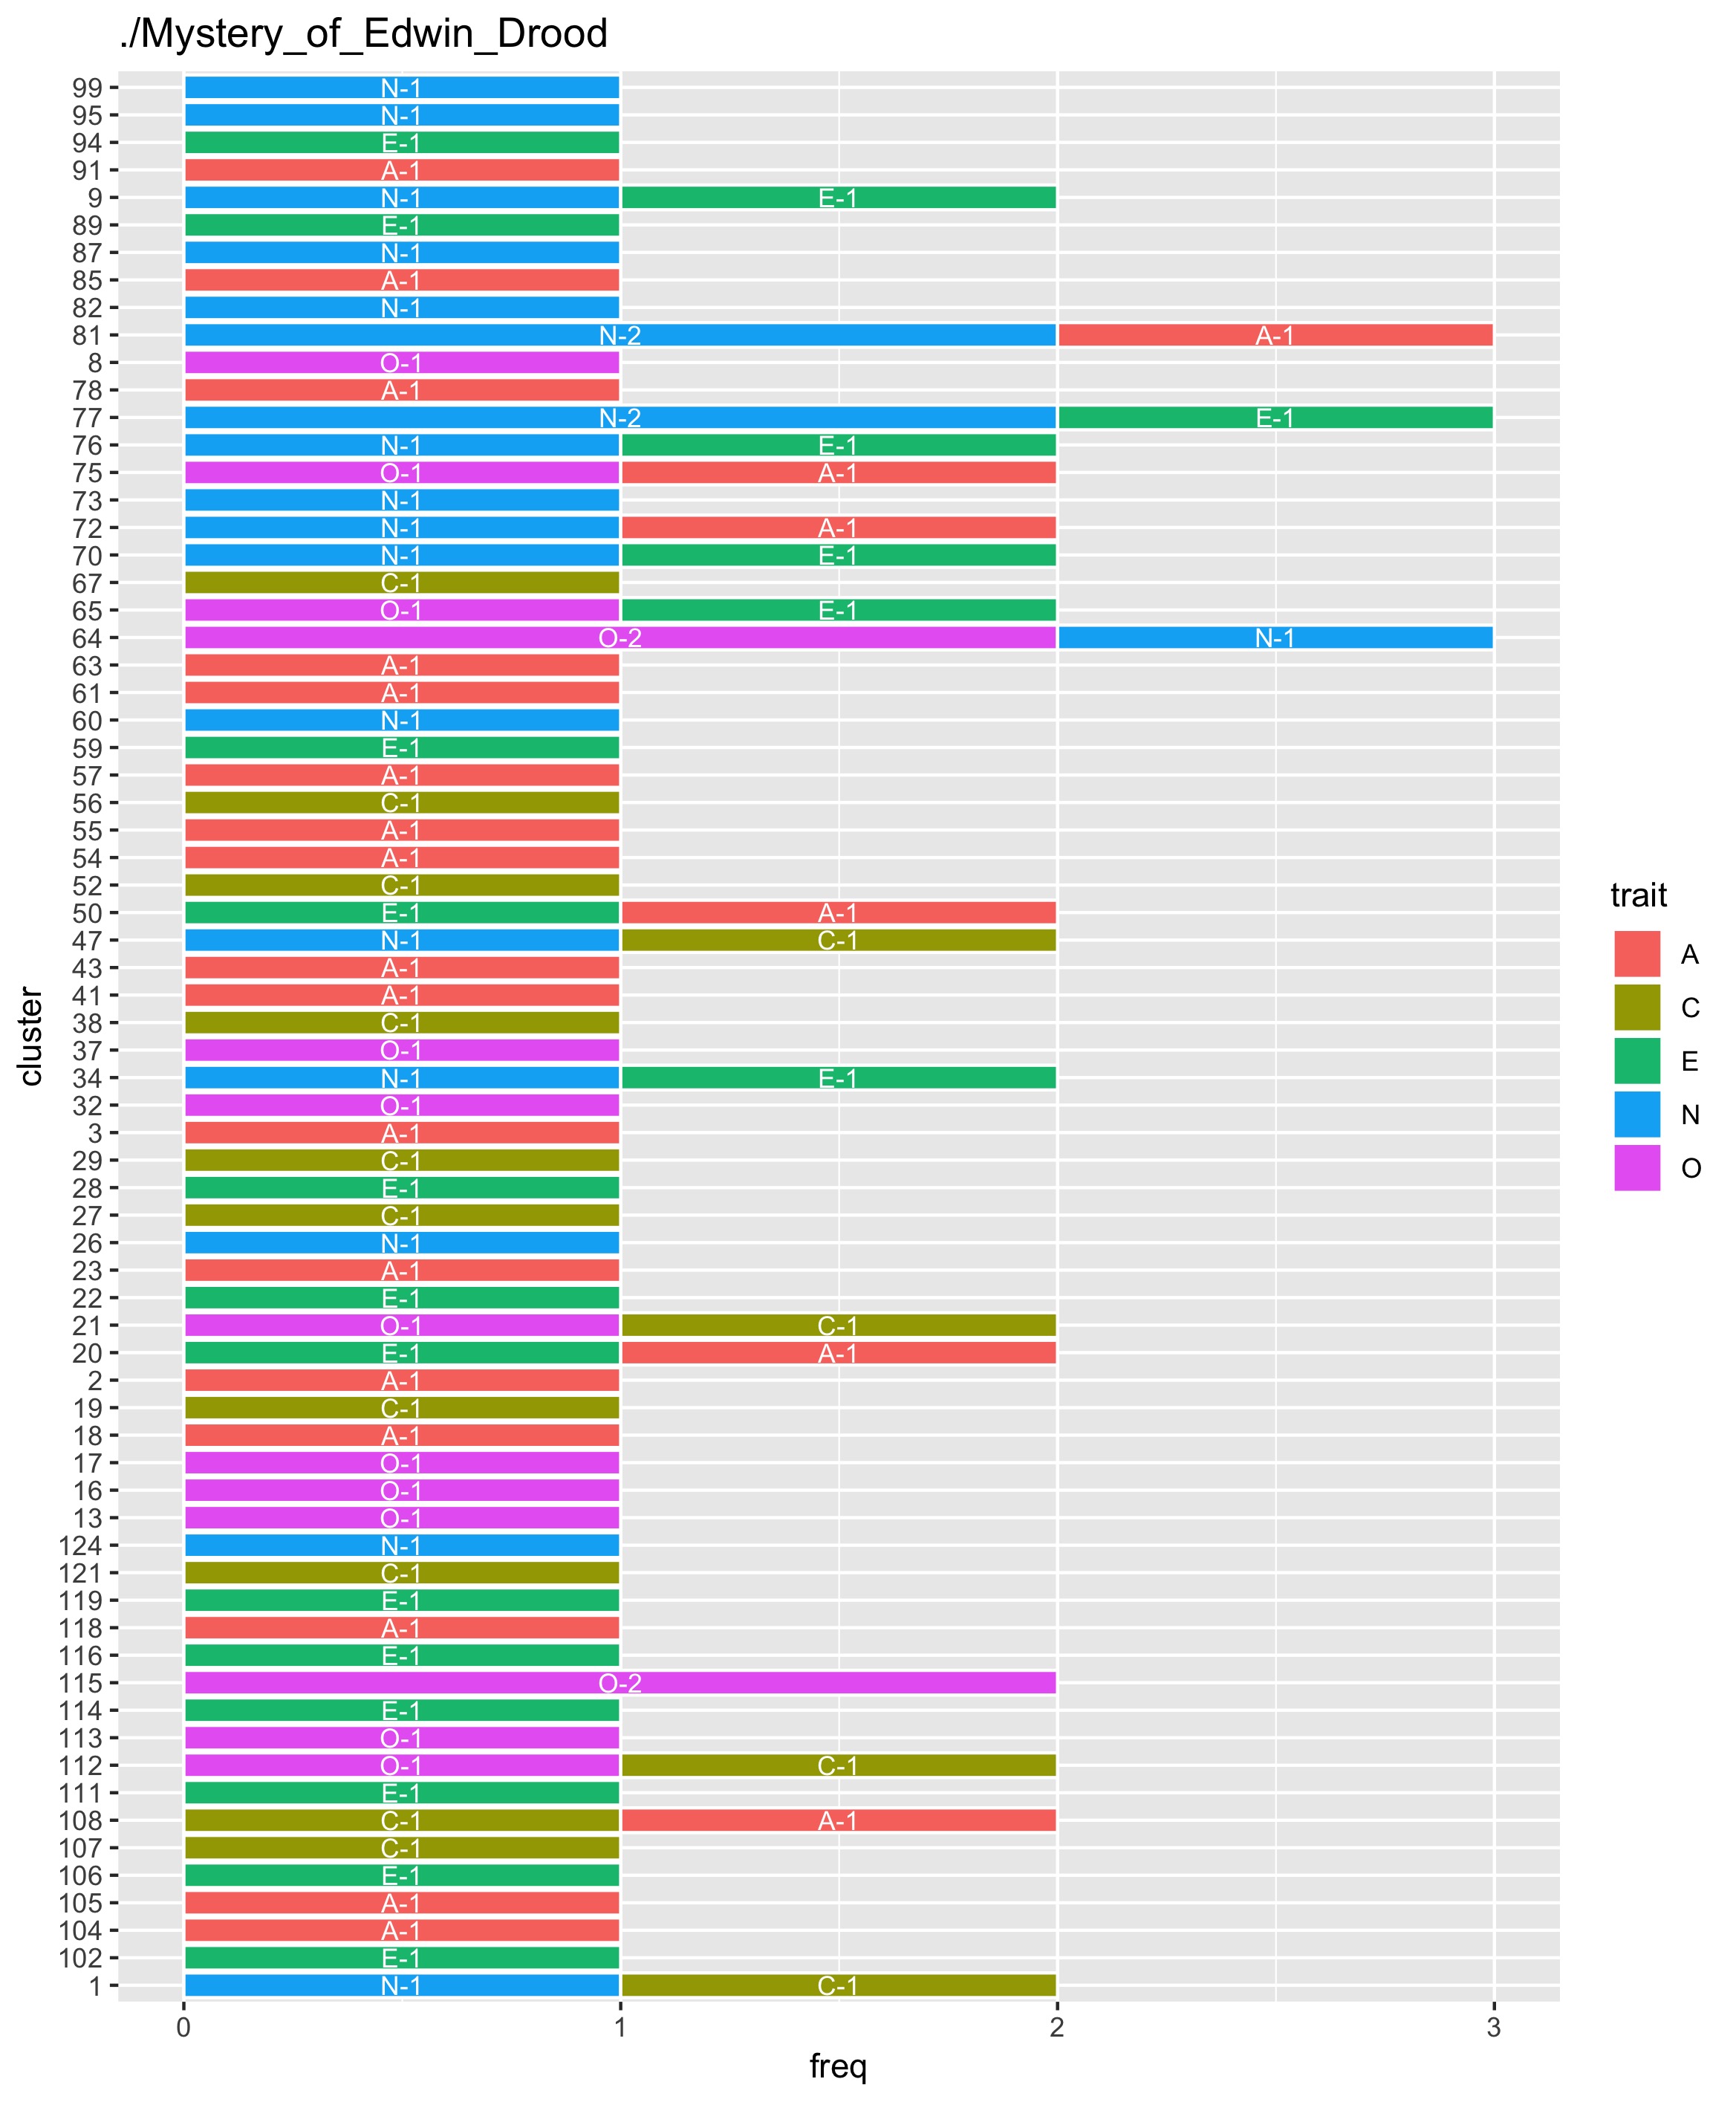 ./Mystery_of_Edwin_Drood
99 N-1
95 N-1
94 E-1
91 A-1
9 N-1 E-1
89 E-1
87 N-1
85 A-1
82 N-1
81 N-2 A-1
8 O-1
78 A-1
77 N-2 E-1
76 N-1 E-1
75 O-1 A-1
73 N-1
72 N-1 A-1
70 N-1 E-1
67 C-1
65 O-1 E-1
64 O-2 N-1
63 A-1
61 A-1
60 N-1
59 E-1
57 A-1
56 C-1
55 A-1
54 A-1
52 C-1
50 E-1 A-1
47 N-1 C-1
43 A-1
41 A-1
38 C-1
37 O-1
34 N-1 E-1
32 O-1
3 A-1
29 C-1
28 E-1
27 C-1
26 N-1
23 A-1
22 E-1
21 O-1 C-1
20 E-1 A-1
2 A-1
19 C-1
18 A-1
17 O-1
16 O-1
13 O-1
124 N-1
121 C-1
119 E-1
118 A-1
116 E-1
115 O-2
114 E-1
113 O-1
112 O-1 C-1
111 E-1
108 C-1 A-1
107 C-1
106 E-1
105 A-1
104 A-1
102 E-1
1 N-1 C-1
0 1 2 3
freq
cluster
trait
A
C
E
N
O